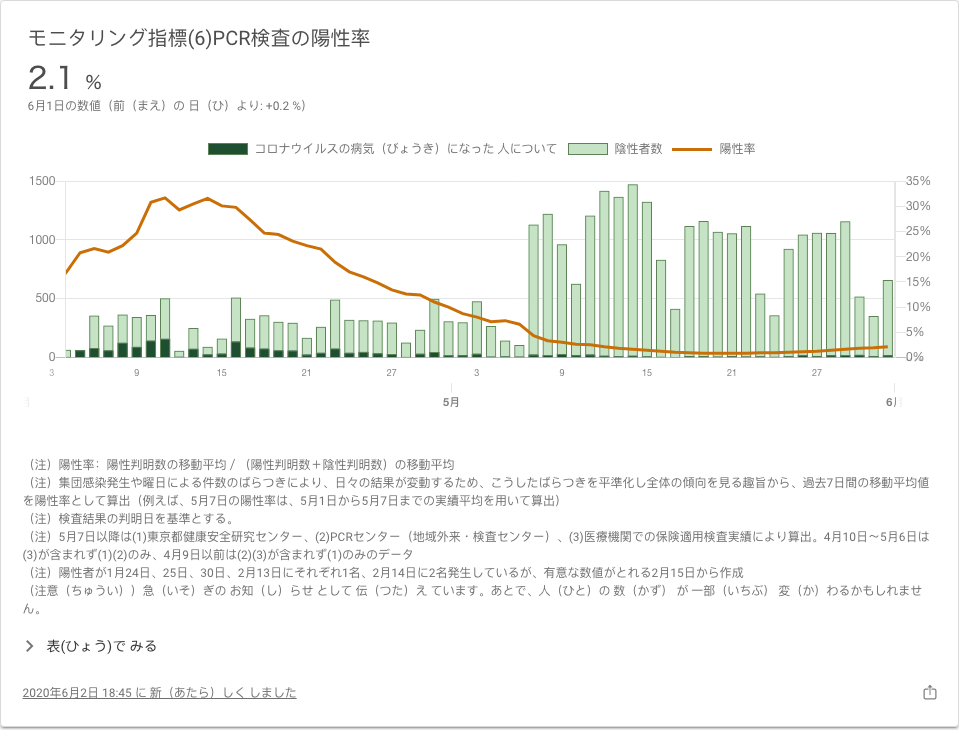 モニタリング指標(6)PCR検査の陽性率
2.1 %
6月1日の数値（前（まえ）の 日（ひ）より: +0.2 %）
コロナウイルスの病気（びょうき）になった 人について 陰性者数 陽性率
1500 35%
30%
1000 25%
20%
500 15%
10%
5%
0 0%
3 9 15 21 27 3 9 15 21 27
5月 6月
（注）陽性率：陽性判明数の移動平均 / （陽性判明数＋陰性判明数）の移動平均
（注）集団感染発生や曜日による件数のばらつきにより、日々の結果が変動するため、こうしたばらつきを平準化し全体の傾向を見る趣旨から、過去7日間の移動平均値
を陽性率として算出（例えば、5月7日の陽性率は、5月1日から5月7日までの実績平均を用いて算出）
（注）検査結果の判明日を基準とする。
（注）5月7日以降は(1)東京都健康安全研究センター、(2)PCRセンター（地域外来・検査センター）、(3)医療機関での保険適用検査実績により算出。4月10日～5月6日は
(3)が含まれず(1)(2)のみ、4月9日以前は(2)(3)が含まれず(1)のみのデータ
（注）陽性者が1月24日、25日、30日、2月13日にそれぞれ1名、2月14日に2名発生しているが、有意な数値がとれる2月15日から作成
（注意（ちゅうい））急（いそ）ぎの お知（し）らせ として 伝（つた）え ています。あとで、人（ひと）の 数（かず） が 一部（いちぶ） 変（か）わるかもしれませ
ん。
表(ひょう)で みる
2020年6月2日 18:45 に 新（あたら）しく しました